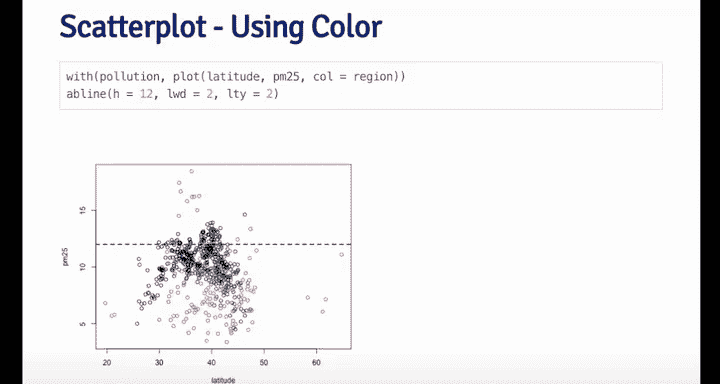 Scatterplot - Using Color
with(pollution, plot(latitude, pm25, col = region))
abline(h = 12, lwd = 2, lty = 2)
15
pm25
10
5
20 30 40 50 60
latitude